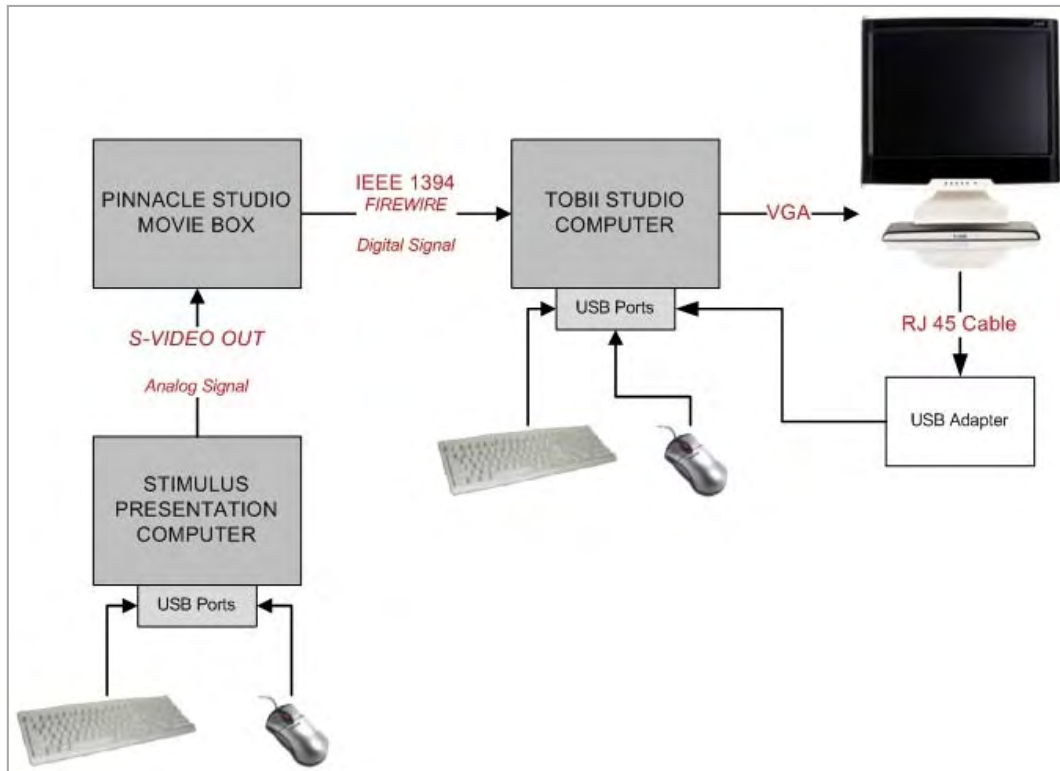 PINNACLE STUDIO
MOVIE BOX
IEEE 1394
FIREWIRE
Digital Signal
TOBII STUDIO
COMPUTER
VGA
USB Ports
RJ 45 Cable
USB Adapter
S-VIDEO OUT
Analog Signal
STIMULUS
PRESENTATION
COMPUTER
USB Ports